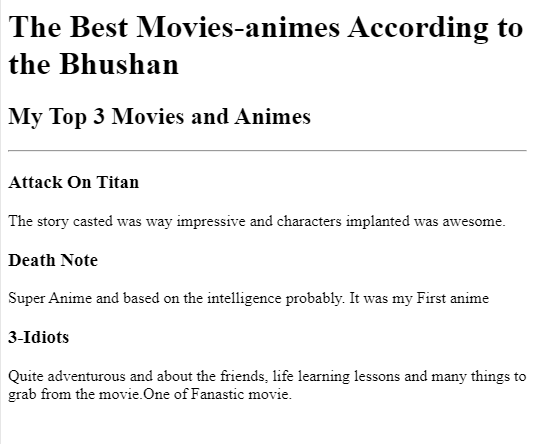 The Best Movies-animes According to
the Bhushan
My Top 3 Movies and Animes
Attack On Titan
The story casted was way impressive and characters implanted was awesome.
Death Note
Super Anime and based on the intelligence probably. It was my First anime
3-Idiots
Quite adventurous and about the friends, life learning lessons and many things to
grab from the movie.One of Fanastic movie.